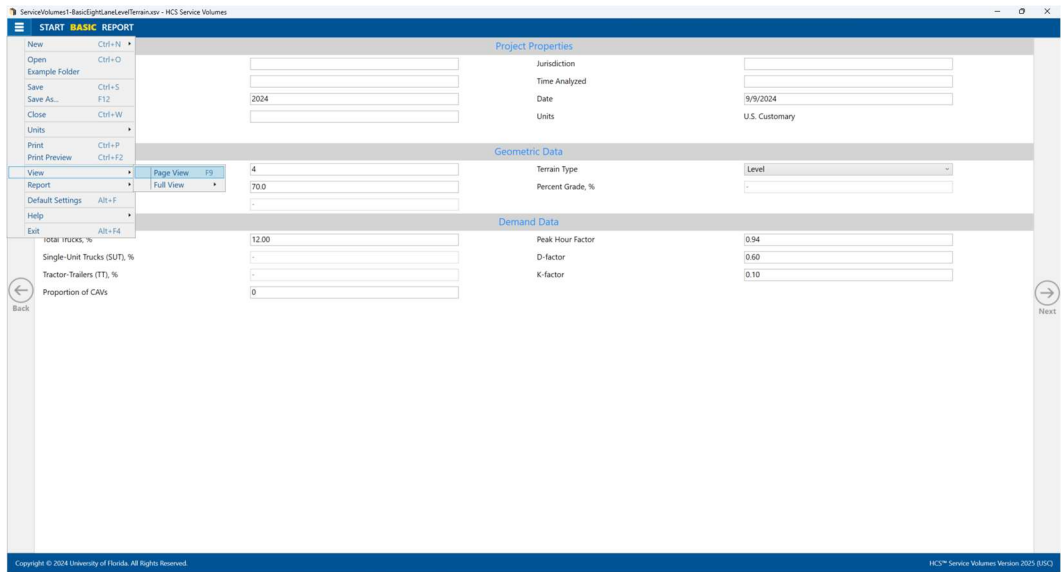 ServiceVolumes1-BasicEightLaneLevelTerrain.xsv - HCS Service Volumes
START BASIC REPORT
New Ctrl+N
Open Ctrl+O
Example Folder
Save Ctrl+S
Save As... F12
Close Ctrl+W
Units
Print Ctrl+P
Print Preview Ctrl+F2
View
Page View F9
Report
Full View
Default Settings Alt+F
Help
Exit Alt+F4
Project Properties
Jurisdiction
Time Analyzed
2024 Date 9/9/2024
Units U.S. Customary
Geometric Data
4 Terrain Type Level
70.0 Percent Grade, % -
-
Demand Data
Total Trucks, % 12.00 Peak Hour Factor 0.94
Single-Unit Trucks (SUT), % - D-factor 0.60
Tractor-Trailers (TT), % - K-factor 0.10
Proportion of CAVs 0
Back
Next
Copyright © 2024 University of Florida. All Rights Reserved. HCS™ Service Volumes Version 2025 (USC)